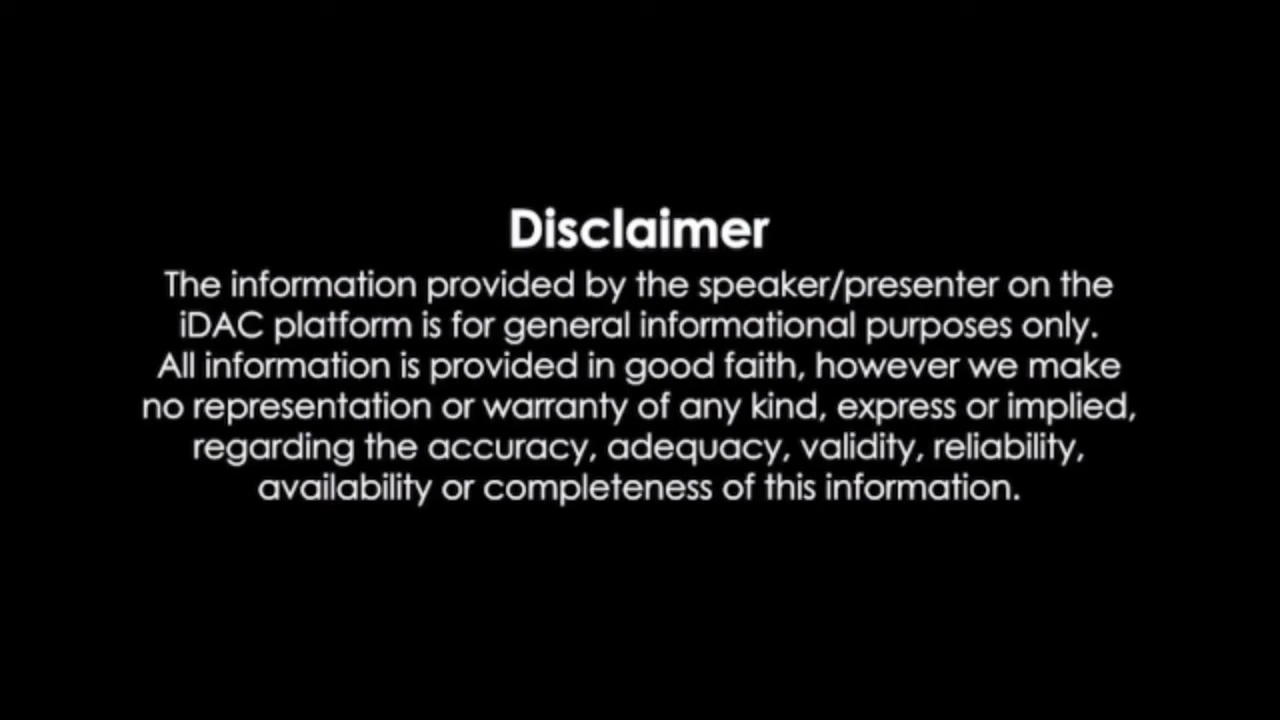 Disclaimer
The information provided by the speaker/presenter on the
iDAC platform is for general informational purposes only.
All information is provided in good faith, however we make
no representation or warranty of any kind, express or implied,
regarding the accuracy, adequacy, validity, reliability,
availability or completeness of this information.